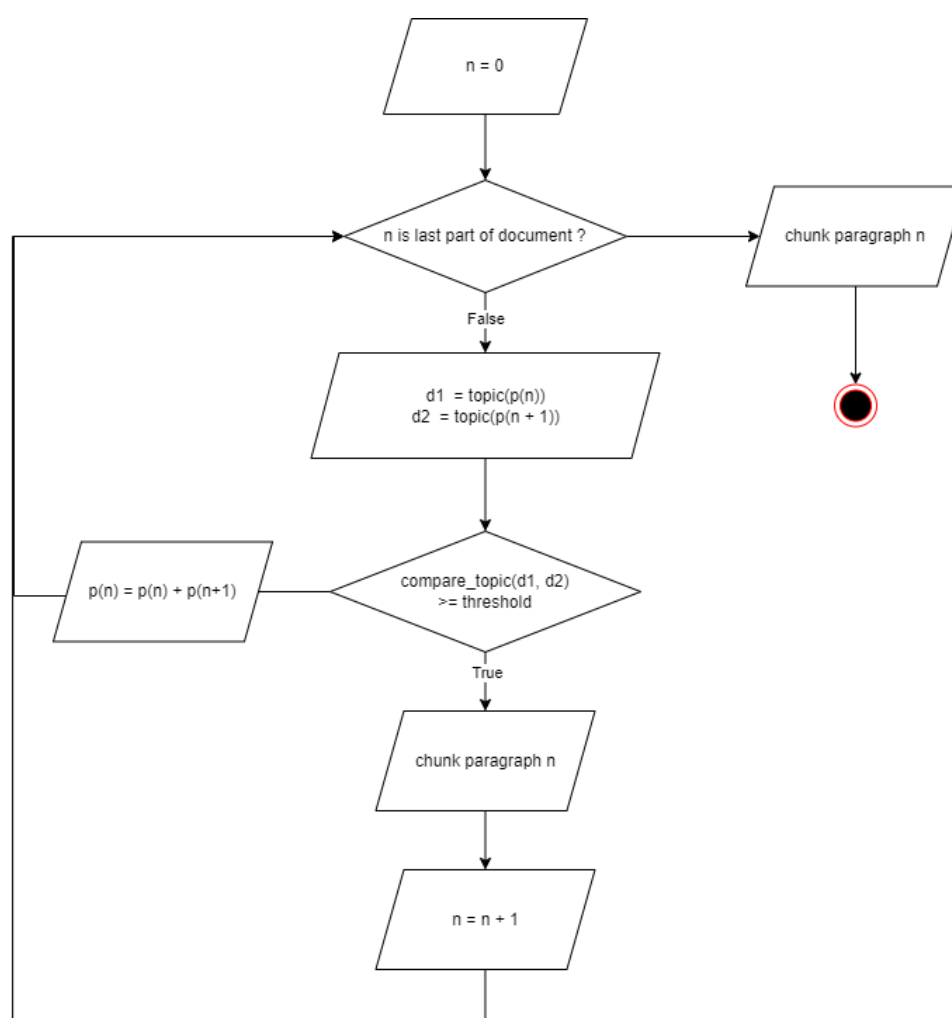 n = 0
n is last part of document ?
chunk paragraph n
False
d1 = topic(p(n))
d2 = topic(p(n + 1))
compare_topic(d1, d2)
>= threshold
p(n) = p(n) + p(n+1)
True
chunk paragraph n
n = n + 1